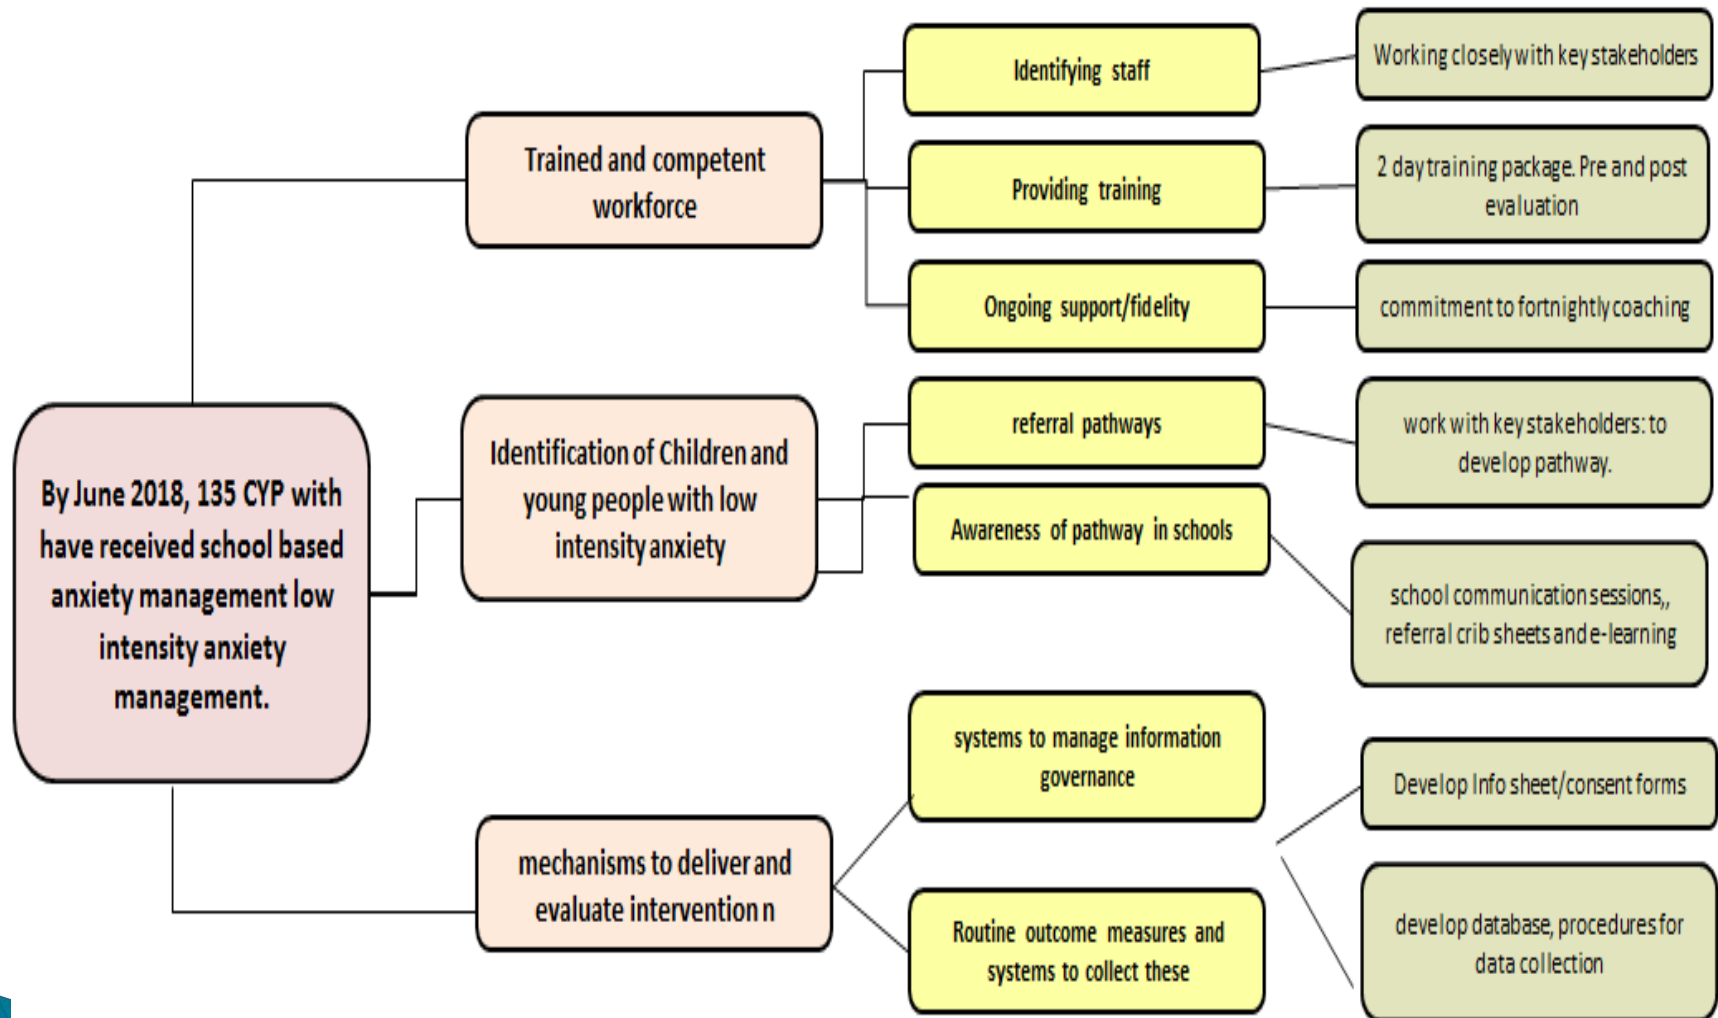 By June 2018, 135 CYP with
have received school based
anxiety management low
intensity anxiety
management.
Trained and competent
workforce
Identifying staff
Working closely with key stakeholders
Providing training
2 day training package. Pre and post
evaluation
Ongoing support/fidelity
commitment to fortnightly coaching
Identification of Children and
young people with low
intensity anxiety
referral pathways
work with key stakeholders: to
develop pathway.
Awareness of pathway in schools
school communication sessions,,
referral crib sheets and e-learning
mechanisms to deliver and
evaluate intervention n
systems to manage information
governance
Develop Info sheet/consent forms
Routine outcome measures and
systems to collect these
develop database, procedures for
data collection